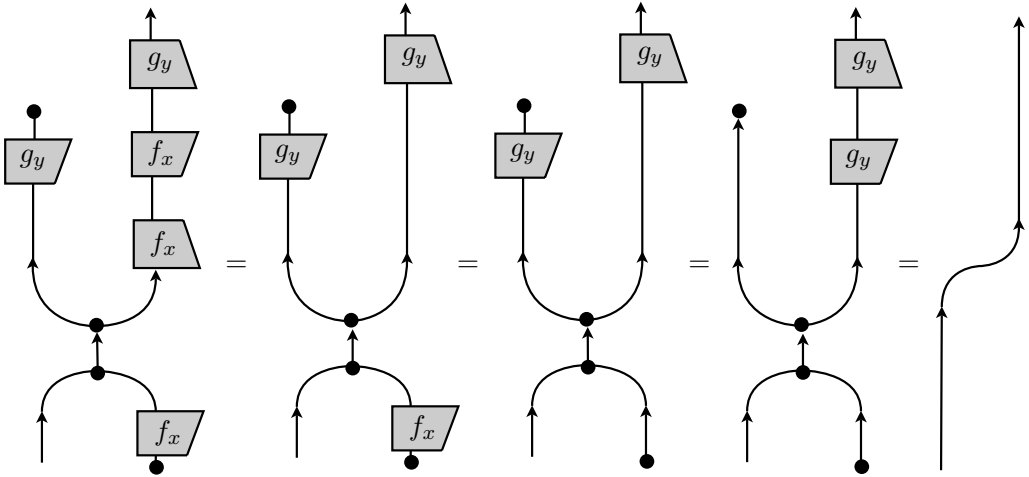 g_y
g_y g_y g_y
g_y f_x g_y g_y g_y
f_x = = = =
f_x f_x